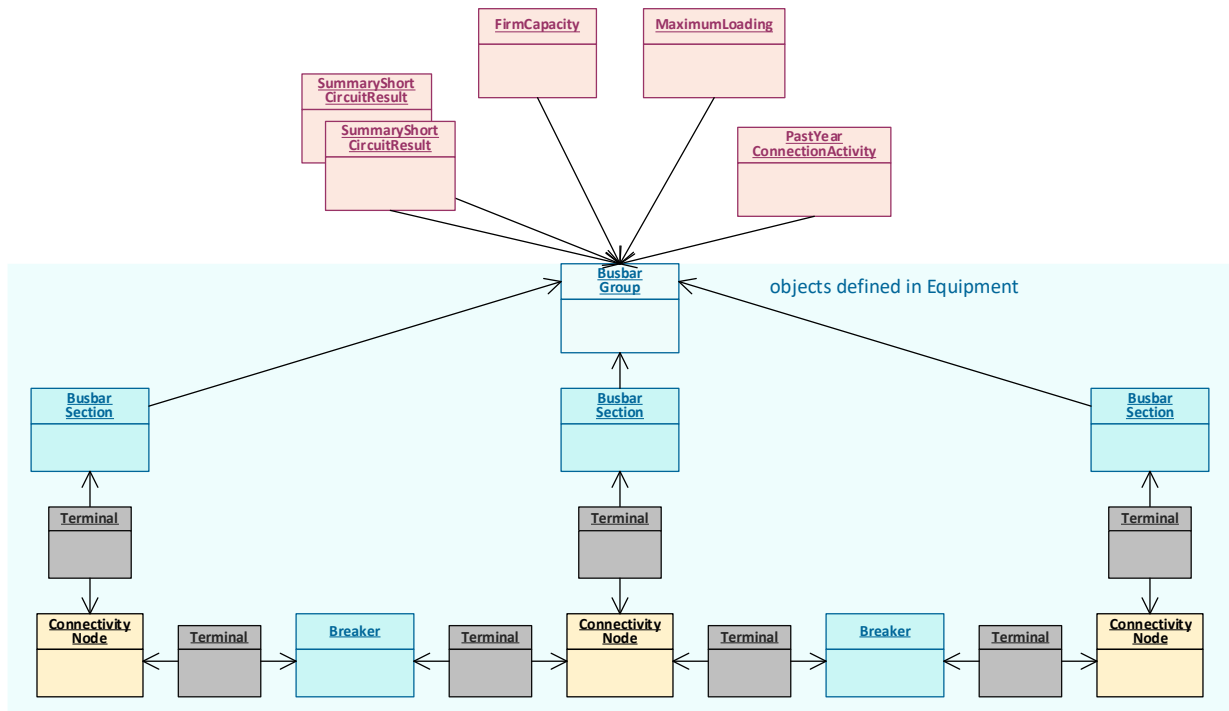 FirmCapacity
MaximumLoading
SummaryShort
CircuitResult
SummaryShort
CircuitResult
PastYear
ConnectionActivity
Busbar
Group
objects defined in Equipment
Busbar
Section
Busbar
Section
Busbar
Section
Terminal
Terminal
Terminal
Connectivity
Node
Terminal
Breaker
Terminal
Connectivity
Node
Terminal
Breaker
Terminal
Connectivity
Node